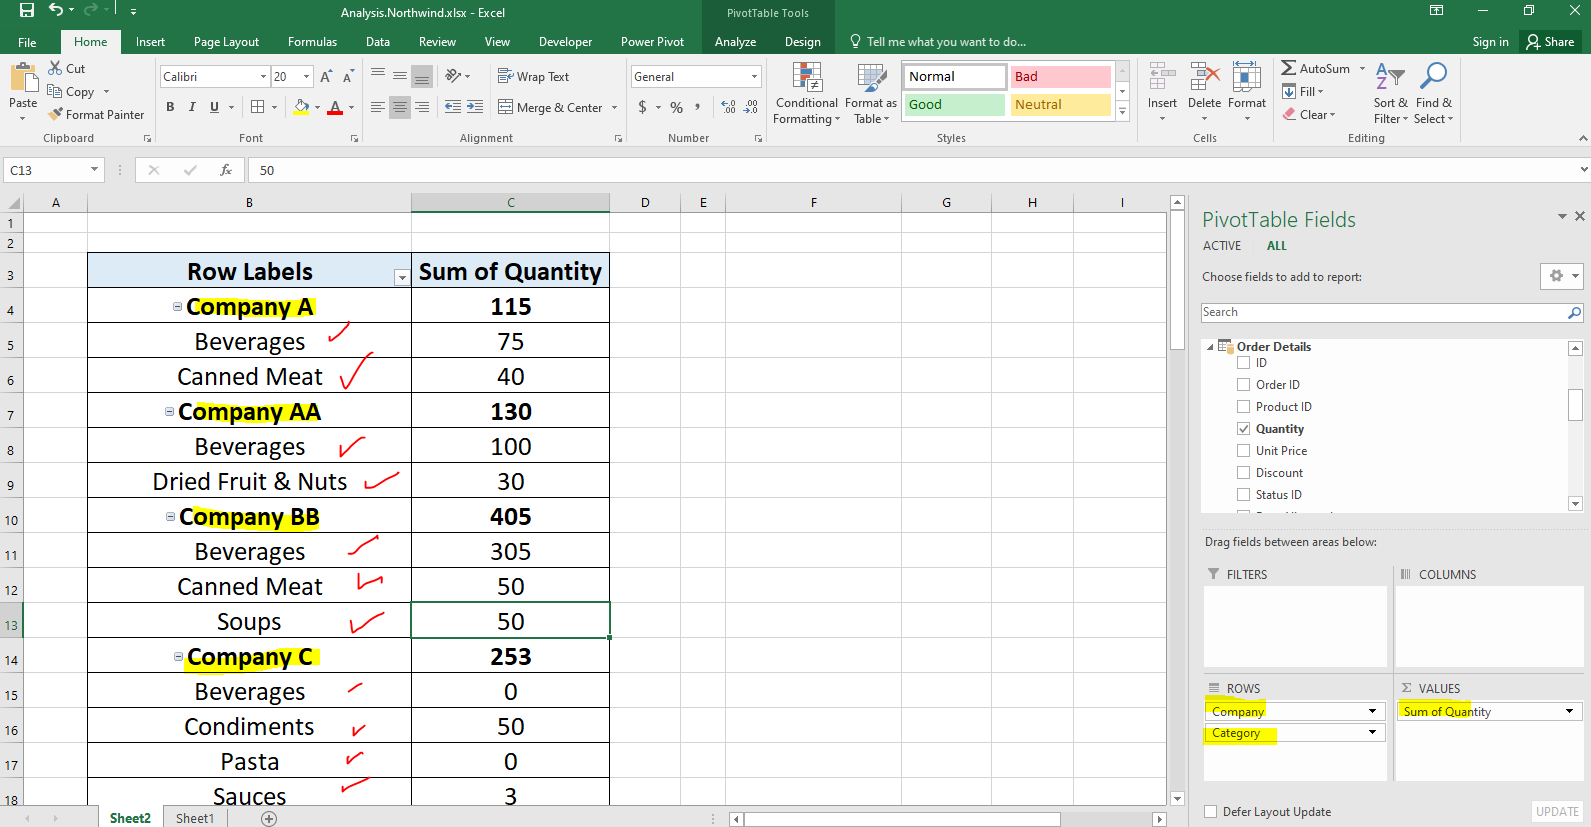 Analysis.Northwind.xlsx - Excel
PivotTable Tools
File Home Insert Page Layout Formulas Data Review View Developer Power Pivot Analyze Design Tell me what you want to do... Sign in Share
Paste
Cut
Copy
Format Painter
Clipboard
Calibri 20
B I U
Font
Wrap Text
Merge & Center
Alignment
General
$ % ,
Number
Conditional Formatting
Format as Table
Normal Bad
Good Neutral
Styles
Insert Delete Format
Cells
AutoSum
Fill
Clear
Sort & Filter
Find & Select
Editing
C13 fx 50
A B C D E F G H I
1
2
3 Row Labels Sum of Quantity
4 Company A 115
5 Beverages 75
6 Canned Meat 40
7 Company AA 130
8 Beverages 100
9 Dried Fruit & Nuts 30
10 Company BB 405
11 Beverages 305
12 Canned Meat 50
13 Soups 50
14 Company C 253
15 Beverages 0
16 Condiments 50
17 Pasta 0
18 Sauces 3
Sheet2 Sheet1
PivotTable Fields
ACTIVE ALL
Choose fields to add to report:
Search
Order Details
ID
Order ID
Product ID
Quantity
Unit Price
Discount
Status ID
Drag fields between areas below:
FILTERS COLUMNS
ROWS VALUES
Company Sum of Quantity
Category
Defer Layout Update UPDATE